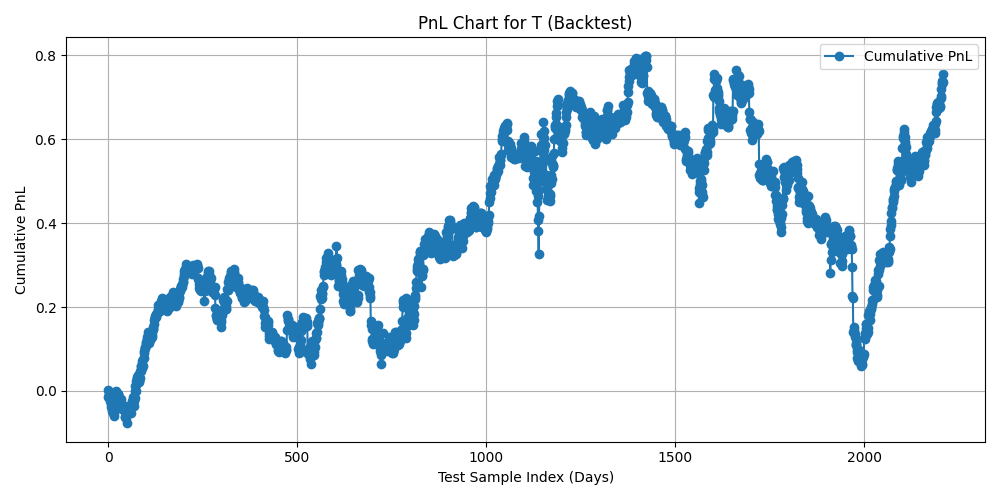 PnL Chart for T (Backtest)
Cumulative PnL
0.8
0.6
0.4
0.2
0.0
Cumulative PnL
0
500
1000
1500
2000
Test Sample Index (Days)